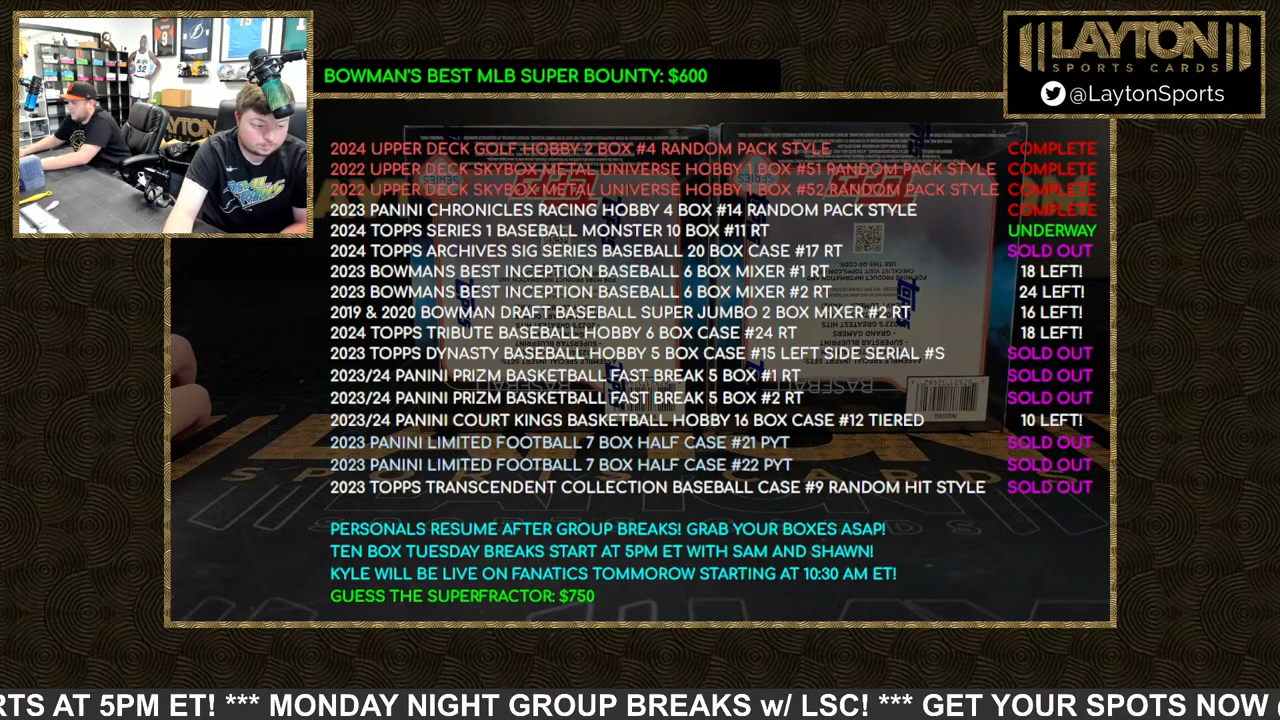 LAYTON
SPORTS CARDS
@LaytonSports
BOWMAN'S BEST MLB SUPER BOUNTY: $600
2024 UPPER DECK GOLF HOBBY 2 BOX #4 RANDOM PACK STYLE COMPLETE
2022 UPPER DECK SKYBOX METAL UNIVERSE HOBBY 1 BOX #51 RANDOM PACK STYLE COMPLETE
2022 UPPER DECK SKYBOX METAL UNIVERSE HOBBY 1 BOX #52 RANDOM PACK STYLE COMPLETE
2023 PANINI CHRONICLES RACING HOBBY 4 BOX #14 RANDOM PACK STYLE COMPLETE
2024 TOPPS SERIES 1 BASEBALL MONSTER 10 BOX #11 RT UNDERWAY
2024 TOPPS ARCHIVES SIG SERIES BASEBALL 20 BOX CASE #17 RT SOLD OUT
2023 BOWMANS BEST INCEPTION BASEBALL 6 BOX MIXER #1 RT 18 LEFT!
2023 BOWMANS BEST INCEPTION BASEBALL 6 BOX MIXER #2 RT 24 LEFT!
2019 & 2020 BOWMAN DRAFT BASEBALL SUPER JUMBO 2 BOX MIXER #2 RT 16 LEFT!
2024 TOPPS TRIBUTE BASEBALL HOBBY 6 BOX CASE #24 RT 18 LEFT!
2023 TOPPS DYNASTY BASEBALL HOBBY 5 BOX CASE #15 LEFT SIDE SERIAL #S SOLD OUT
2023/24 PANINI PRIZM BASKETBALL FAST BREAK 5 BOX #1 RT SOLD OUT
2023/24 PANINI PRIZM BASKETBALL FAST BREAK 5 BOX #2 RT SOLD OUT
2023/24 PANINI COURT KINGS BASKETBALL HOBBY 16 BOX CASE #12 TIERED 10 LEFT!
2023 PANINI LIMITED FOOTBALL 7 BOX HALF CASE #21 PYT SOLD OUT
2023 PANINI LIMITED FOOTBALL 7 BOX HALF CASE #22 PYT SOLD OUT
2023 TOPPS TRANSCENDENT COLLECTION BASEBALL CASE #9 RANDOM HIT STYLE SOLD OUT
PERSONALS RESUME AFTER GROUP BREAKS! GRAB YOUR BOXES ASAP!
TEN BOX TUESDAY BREAKS START AT 5PM ET WITH SAM AND SHAWN!
KYLE WILL BE LIVE ON FANATICS TOMMOROW STARTING AT 10:30 AM ET!
GUESS THE SUPERFRACTOR: $750
RTS AT 5PM ET! *** MONDAY NIGHT GROUP BREAKS w/ LSC! *** GET YOUR SPOTS NOW